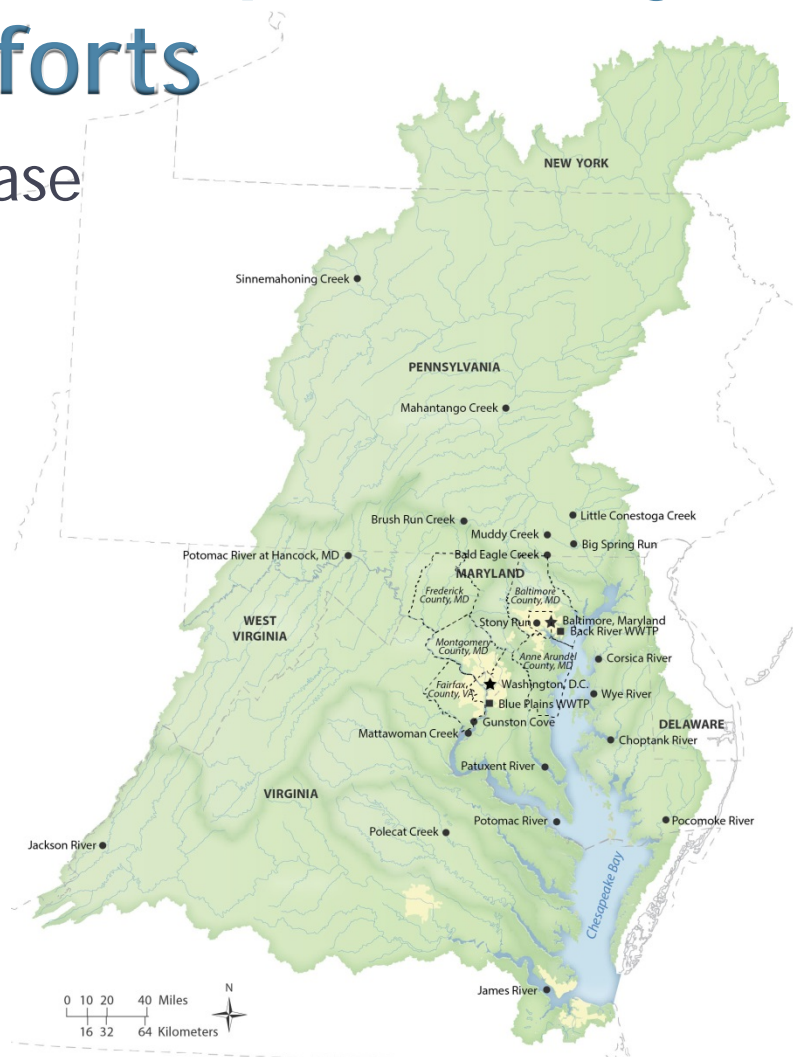 forts
ase
NEW YORK
Sinnemahoning Creek
PENNSYLVANIA
Mahantango Creek
Little Conestoga Creek
Brush Run Creek
Muddy Creek
Big Spring Run
Potomac River at Hancock, MD
Bald Eagle Creek
MARYLAND
Frederick
County, MD
Baltimore
County, MD
WEST
VIRGINIA
Stony Run
Baltimore, Maryland
Back River WWTP
Montgomery
County, MD
Anne Arundel
County, MD
Corsica River
Fairfax
County, VA
Washington, D.C.
Wye River
Blue Plains WWTP
Gunston Cove
DELAWARE
Mattawoman Creek
Choptank River
Patuxent River
VIRGINIA
Potomac River
Pocomoke River
Polecat Creek
Jackson River
Chesapeake Bay
James River
N
0 10 20 40 Miles
16 32 64 Kilometers